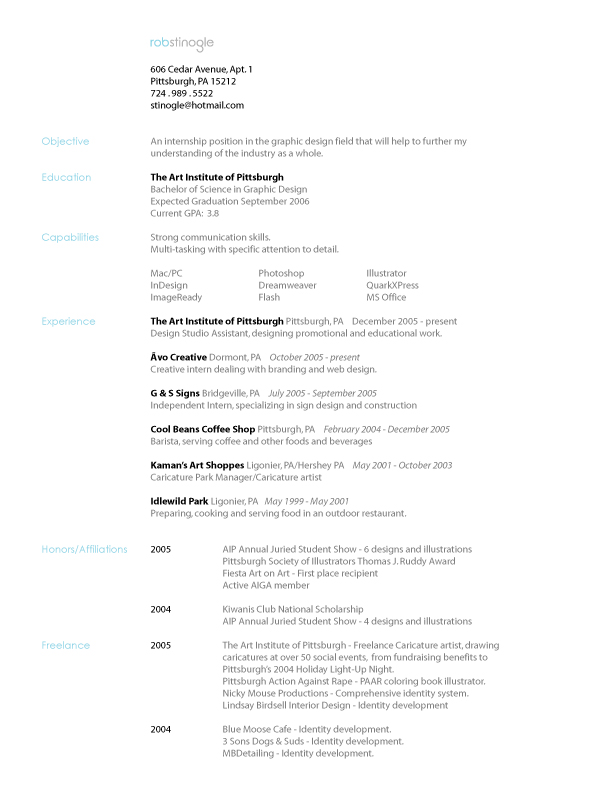 robstinogle
606 Cedar Avenue, Apt. 1
Pittsburgh, PA 15212
724 . 989 . 5522
stinogle@hotmail.com
Objective
An internship position in the graphic design field that will help to further my
understanding of the industry as a whole.
Education
The Art Institute of Pittsburgh
Bachelor of Science in Graphic Design
Expected Graduation September 2006
Current GPA: 3.8
Capabilities
Strong communication skills.
Multi-tasking with specific attention to detail.
Mac/PC Photoshop Illustrator
InDesign Dreamweaver QuarkXPress
ImageReady Flash MS Office
Experience
The Art Institute of Pittsburgh Pittsburgh, PA December 2005 - present
Design Studio Assistant, designing promotional and educational work.
Åvo Creative Dormont, PA October 2005 - present
Creative intern dealing with branding and web design.
G & S Signs Bridgeville, PA July 2005 - September 2005
Independent Intern, specializing in sign design and construction
Cool Beans Coffee Shop Pittsburgh, PA February 2004 - December 2005
Barista, serving coffee and other foods and beverages
Kaman's Art Shoppes Ligonier, PA/Hershey PA May 2001 - October 2003
Caricature Park Manager/Caricature artist
Idlewild Park Ligonier, PA May 1999 - May 2001
Preparing, cooking and serving food in an outdoor restaurant.
Honors/Affiliations
2005 AIP Annual Juried Student Show - 6 designs and illustrations
Pittsburgh Society of Illustrators Thomas J. Ruddy Award
Fiesta Art on Art - First place recipient
Active AIGA member
2004 Kiwanis Club National Scholarship
AIP Annual Juried Student Show - 4 designs and illustrations
Freelance
2005 The Art Institute of Pittsburgh - Freelance Caricature artist, drawing
caricatures at over 50 social events, from fundraising benefits to
Pittsburgh's 2004 Holiday Light-Up Night.
Pittsburgh Action Against Rape - PAAR coloring book illustrator.
Nicky Mouse Productions - Comprehensive identity system.
Lindsay Birdsell Interior Design - Identity development
2004 Blue Moose Cafe - Identity development.
3 Sons Dogs & Suds - Identity development.
MBDetailing - Identity development.